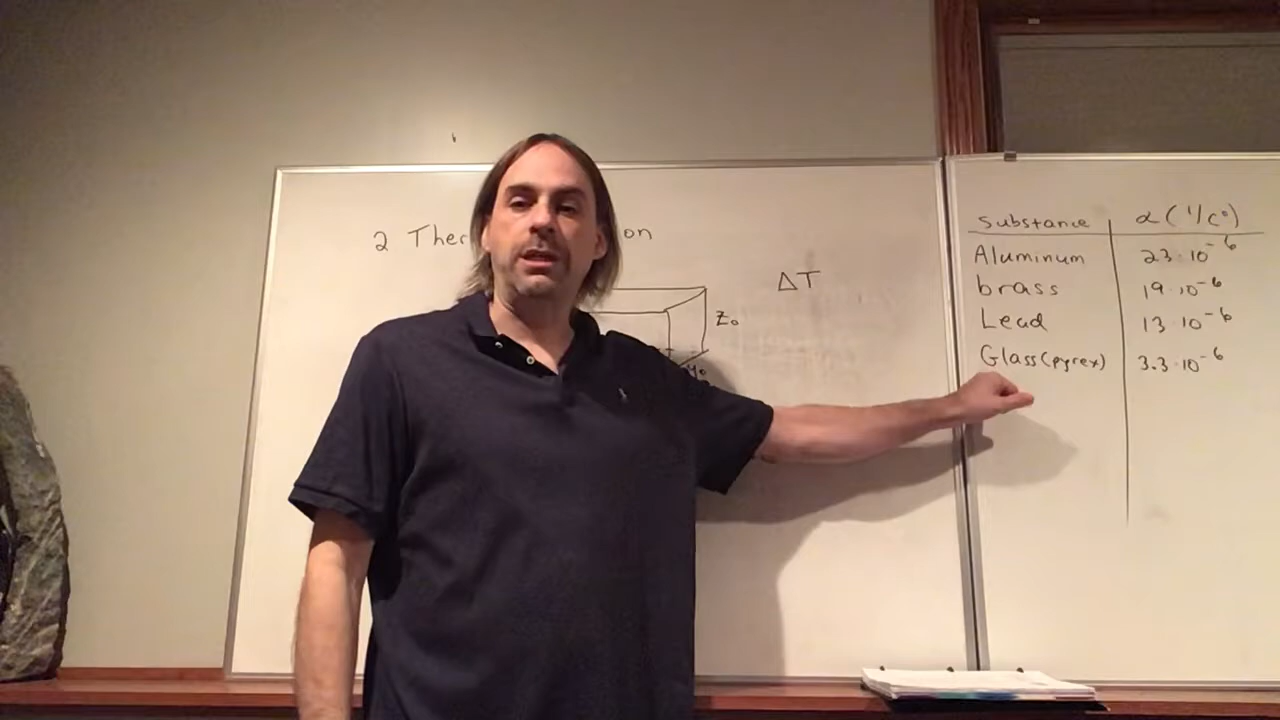 2 Ther on
ΔT
z₀
y₀
Substance α (1/C°)
Aluminum 23·10⁻⁶
brass 19·10⁻⁶
Lead 13·10⁻⁶
Glass(pyrex) 3.3·10⁻⁶